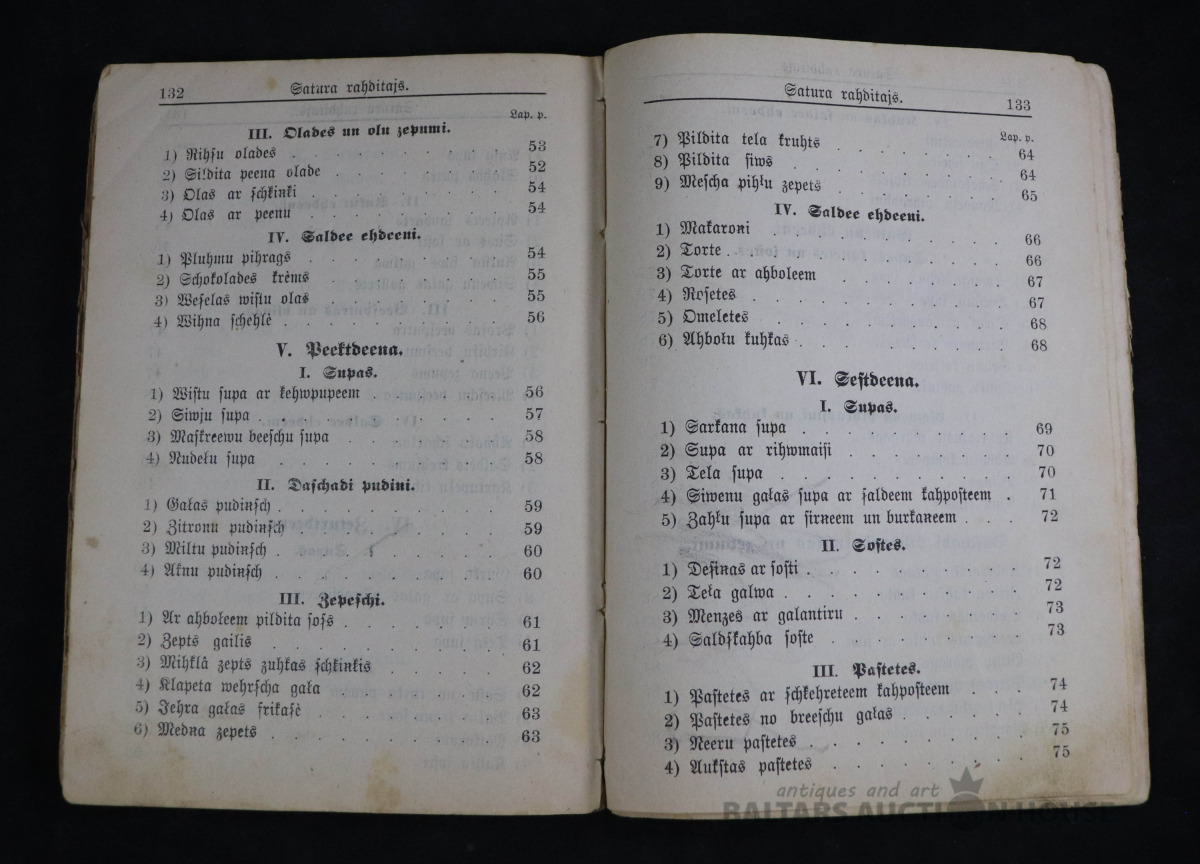 132 Satura rahditajs.
Lap. p.
III. Olades un olu zepumi.
1) Rihsu olades . . . . . . . . . 53
2) Sildita peena olade . . . . . . . 52
3) Olas ar schkinki . . . . . . . . 54
4) Olas ar peenu . . . . . . . . . 54
IV. Saldee ehdeeni.
1) Pluhmu pihrags . . . . . . . . . 54
2) Schokolades krèms . . . . . . . . 55
3) Weselas wistu olas . . . . . . . . 55
4) Wihna schehlè . . . . . . . . . 56
V. Peektdeena.
I. Supas.
1) Wistu supa ar kehwpupeem . . . . . . 56
2) Siwju supa . . . . . . . . . . 57
3) Maskreewu beeschu supa . . . . . . 58
4) Nudeļu supa . . . . . . . . . 58
II. Daschadi pudini.
1) Gaļas pudinsch . . . . . . . . . 59
2) Zitronu pudinsch . . . . . . . . 59
3) Miltu pudinsch . . . . . . . . . 60
4) Aknu pudinsch . . . . . . . . . 60
III. Zepeschi.
1) Ar ahboleem pildita soss . . . . . . 61
2) Zepts gailis . . . . . . . . . 61
3) Mihklâ zepts zuhkas schkinkis . . . . . 62
4) Klapeta wehrscha gaļa . . . . . . . 62
5) Jehra gaļas frikasè . . . . . . . . 63
6) Medna zepets . . . . . . . . . 63
Satura rahditajs. 133
Lap. p.
7) Pildita tela kruhts . . . . . . . . 64
8) Pildita siws . . . . . . . . . 64
9) Mescha pihļu zepets . . . . . . . 65
IV. Saldee ehdeeni.
1) Makaroni . . . . . . . . . . 66
2) Torte . . . . . . . . . . . 66
3) Torte ar ahboleem . . . . . . . . 67
4) Rosetes . . . . . . . . . . 67
5) Omeletes . . . . . . . . . . 68
6) Ahboļu kuhkas . . . . . . . . . 68
VI. Sestdeena.
I. Supas.
1) Sarkana supa . . . . . . . . . 69
2) Supa ar rihwmaisi . . . . . . . . 70
3) Tela supa . . . . . . . . . . 70
4) Siwenu gaļas supa ar saldeem kahposteem . 71
5) Zahļu supa ar sirneem un burkaneem . . . 72
II. Sostes.
1) Desinas ar sosti . . . . . . . . . 72
2) Teļa galwa . . . . . . . . . . 72
3) Menzes ar galantiru . . . . . . . 73
4) Saldskahba soste . . . . . . . . 73
III. Pastetes.
1) Pastetes ar schkehreteem kahposteem . . . . 74
2) Pastetes no breeschu gaļas . . . . . . 74
3) Neeru pastetes . . . . . . . . . 75
4) Aukstas pastetes . . . . . . . . 75
antiques and art
BALTARS AUCTION HOUSE